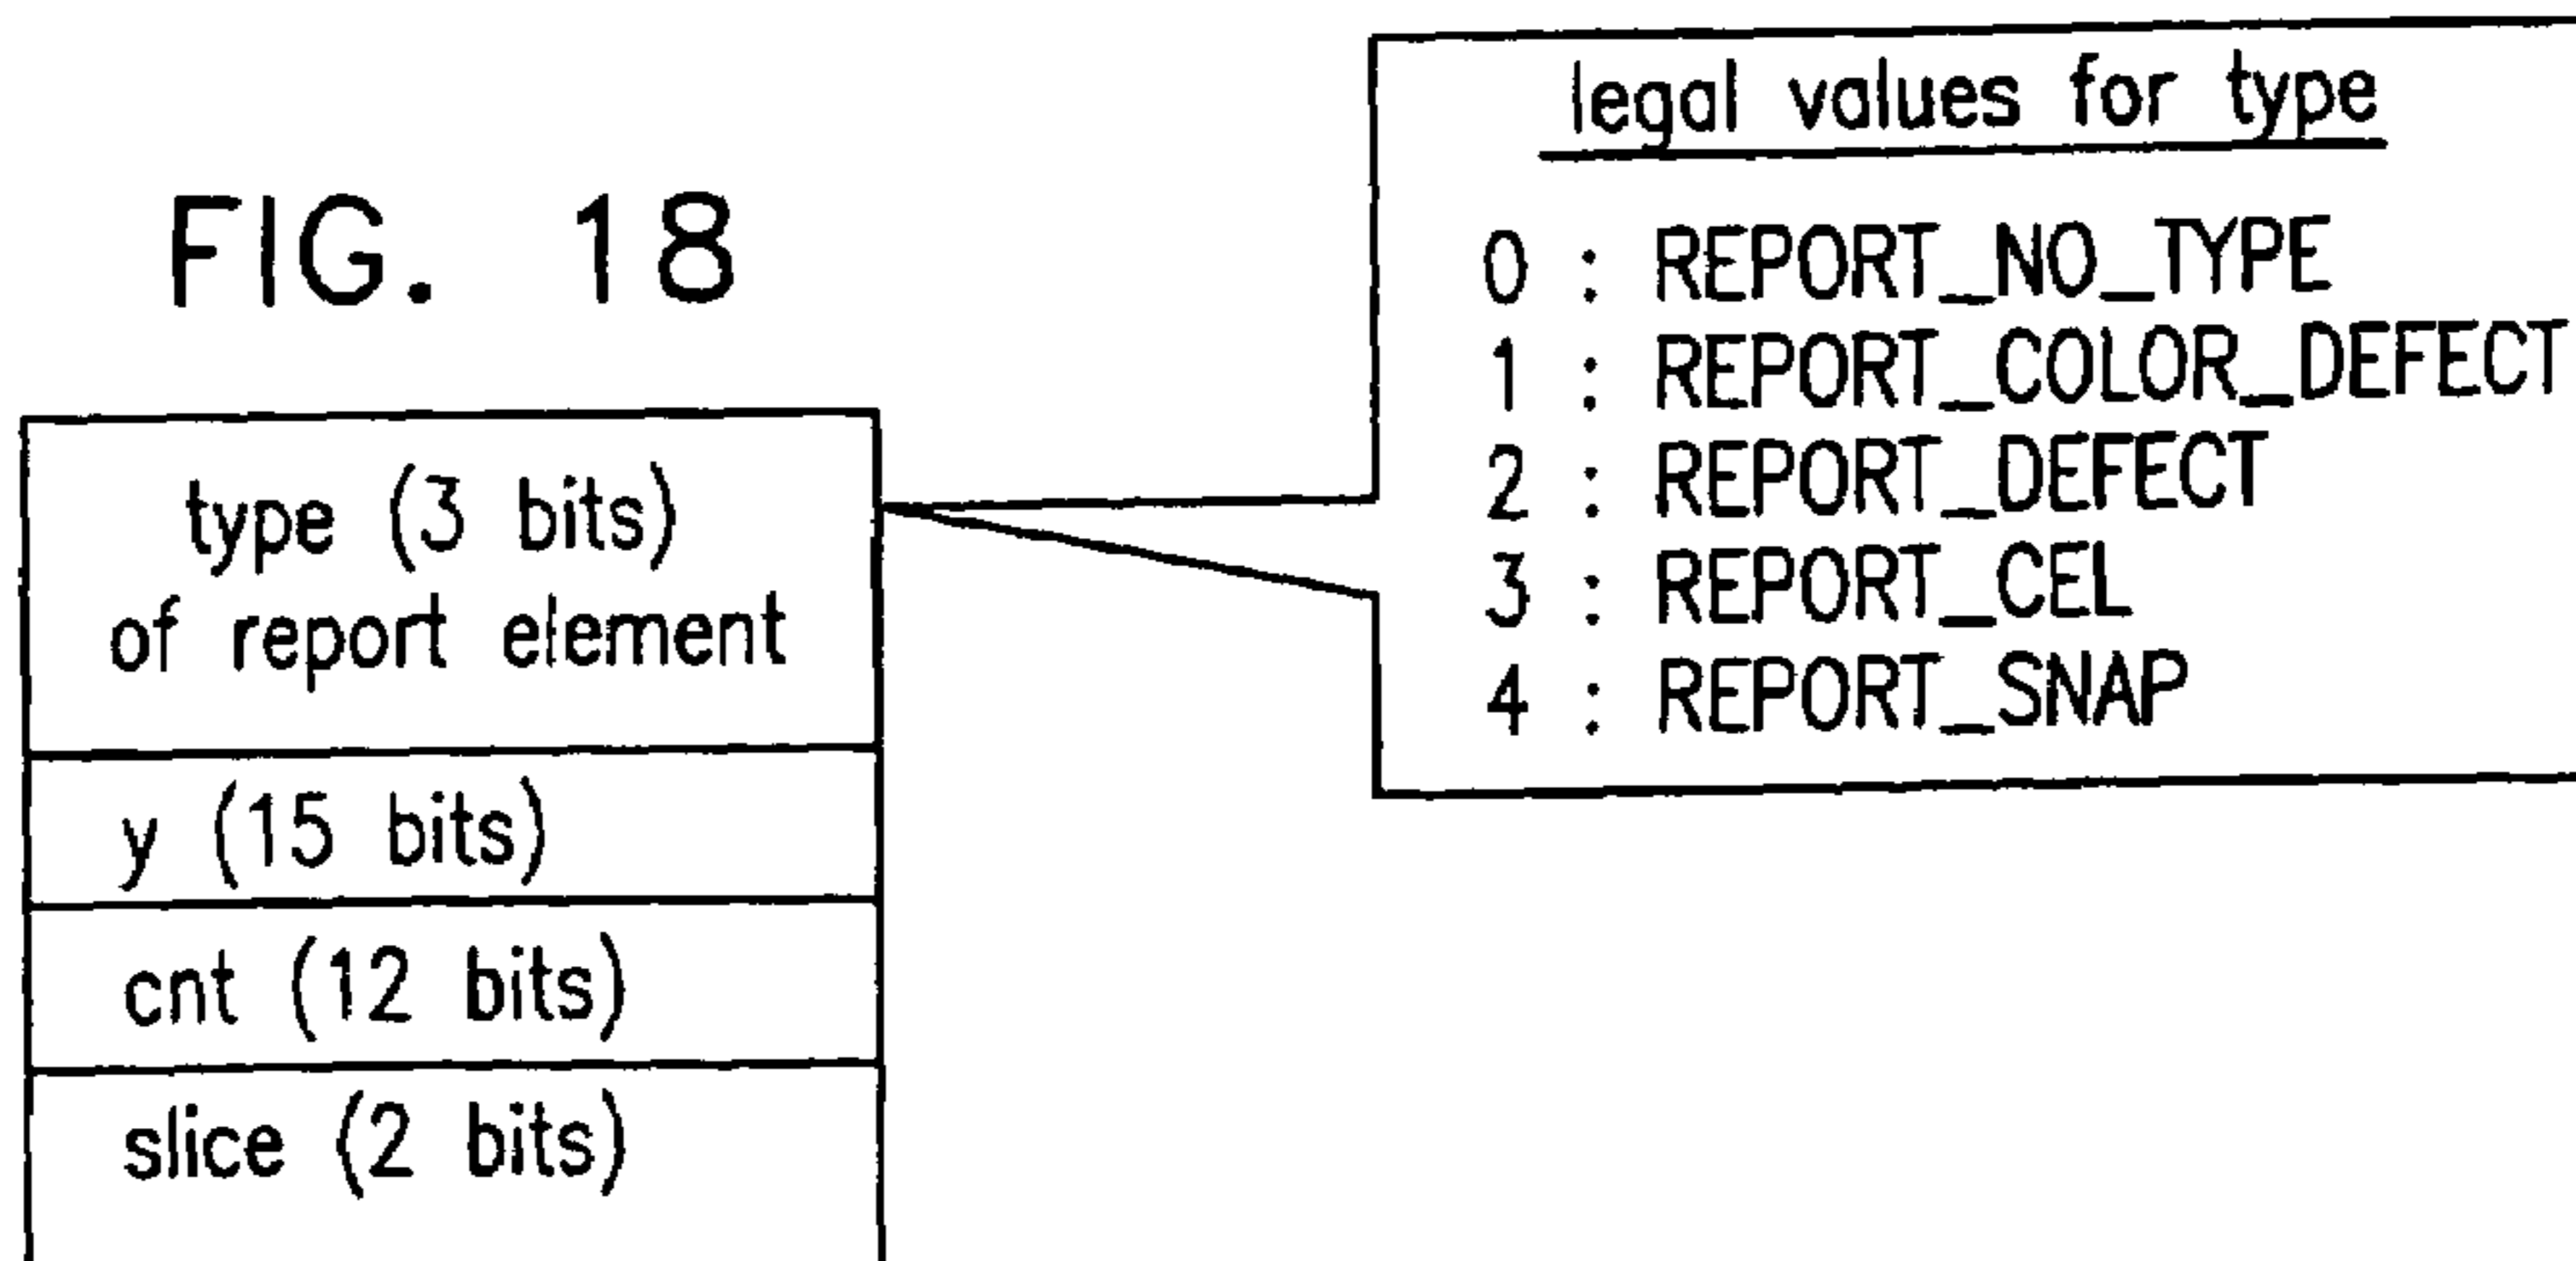 FIG. 18
type (3 bits)
of report element
y (15 bits)
cnt (12 bits)
slice (2 bits)
legal values for type
0 : REPORT_NO_TYPE
1 : REPORT_COLOR_DEFECT
2 : REPORT_DEFECT
3 : REPORT_CEL
4 : REPORT_SNAP